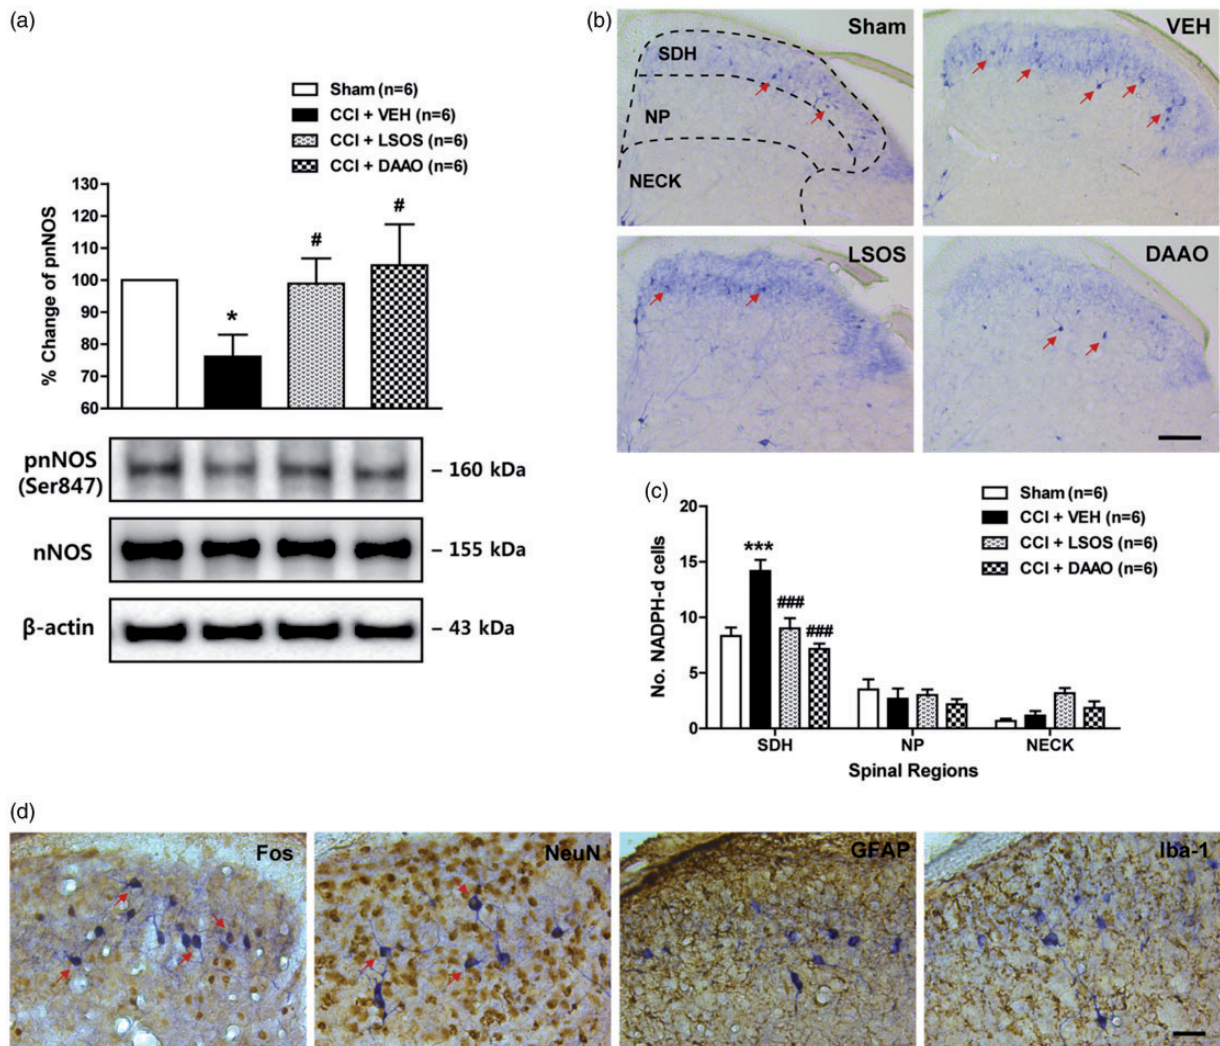 (a)
Sham (n=6)
CCI + VEH (n=6)
CCI + LSOS (n=6)
CCI + DAAO (n=6)
% Change of pnNOS
130
120
110
100
90
80
70
60
*
#
#
pnNOS
(Ser847)
– 160 kDa
nNOS
– 155 kDa
β-actin
– 43 kDa
(b)
Sham
SDH
NP
NECK
VEH
LSOS
DAAO
(c)
Sham (n=6)
CCI + VEH (n=6)
CCI + LSOS (n=6)
CCI + DAAO (n=6)
No. NADPH-d cells
20
15
10
5
0
***
###
###
SDH
NP
NECK
Spinal Regions
(d)
Fos
NeuN
GFAP
Iba-1